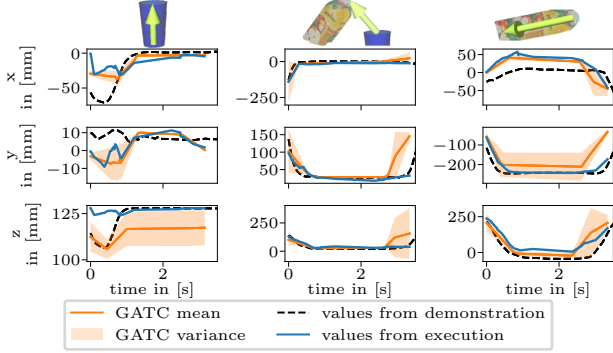 x
in [mm]
0
−50
0
−250
50
0
−50
y
in [mm]
10
0
−10
150
100
50
−100
−200
z
in [mm]
125
100
250
0
250
0
0 2
0 2
0 2
time in [s]
time in [s]
time in [s]
GATC mean
values from demonstration
GATC variance
values from execution